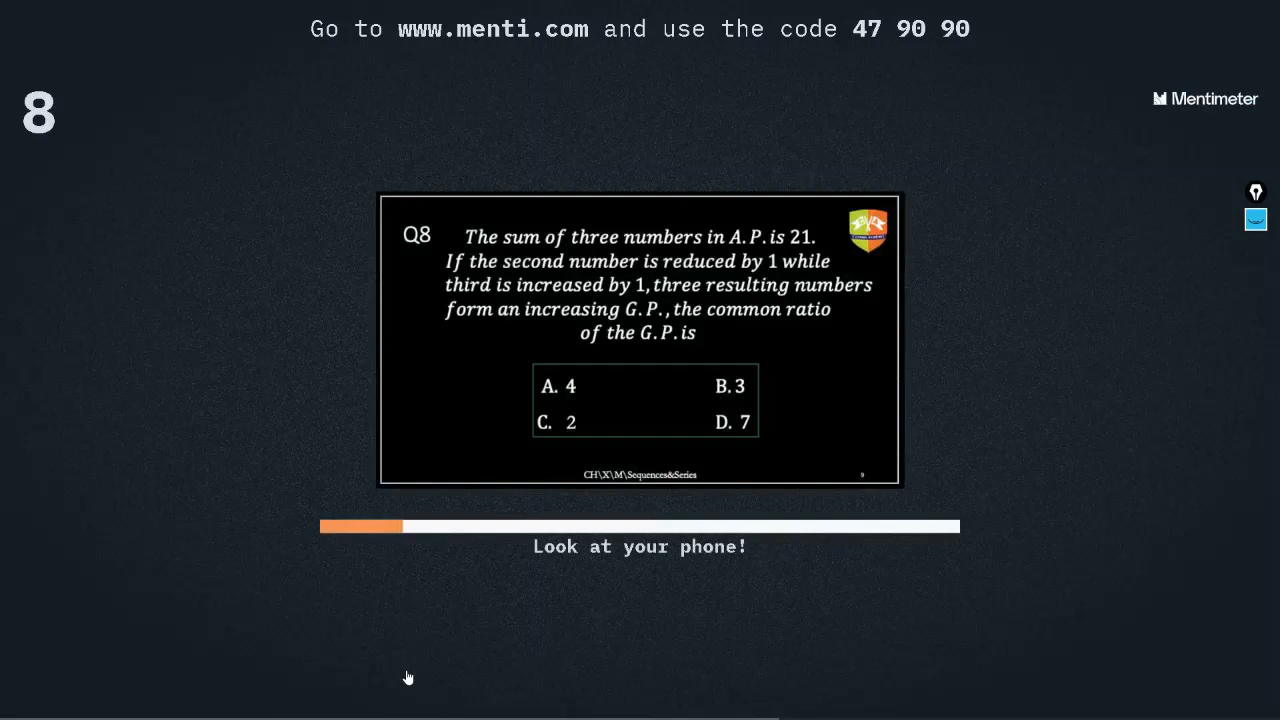 Go to www.menti.com and use the code 47 90 90
8
Mentimeter
Q8 The sum of three numbers in A.P. is 21.
If the second number is reduced by 1 while
third is increased by 1, three resulting numbers
form an increasing G.P., the common ratio
of the G.P. is
A. 4 B. 3
C. 2 D. 7
CH\X\M\Sequences&Series 9
Look at your phone!